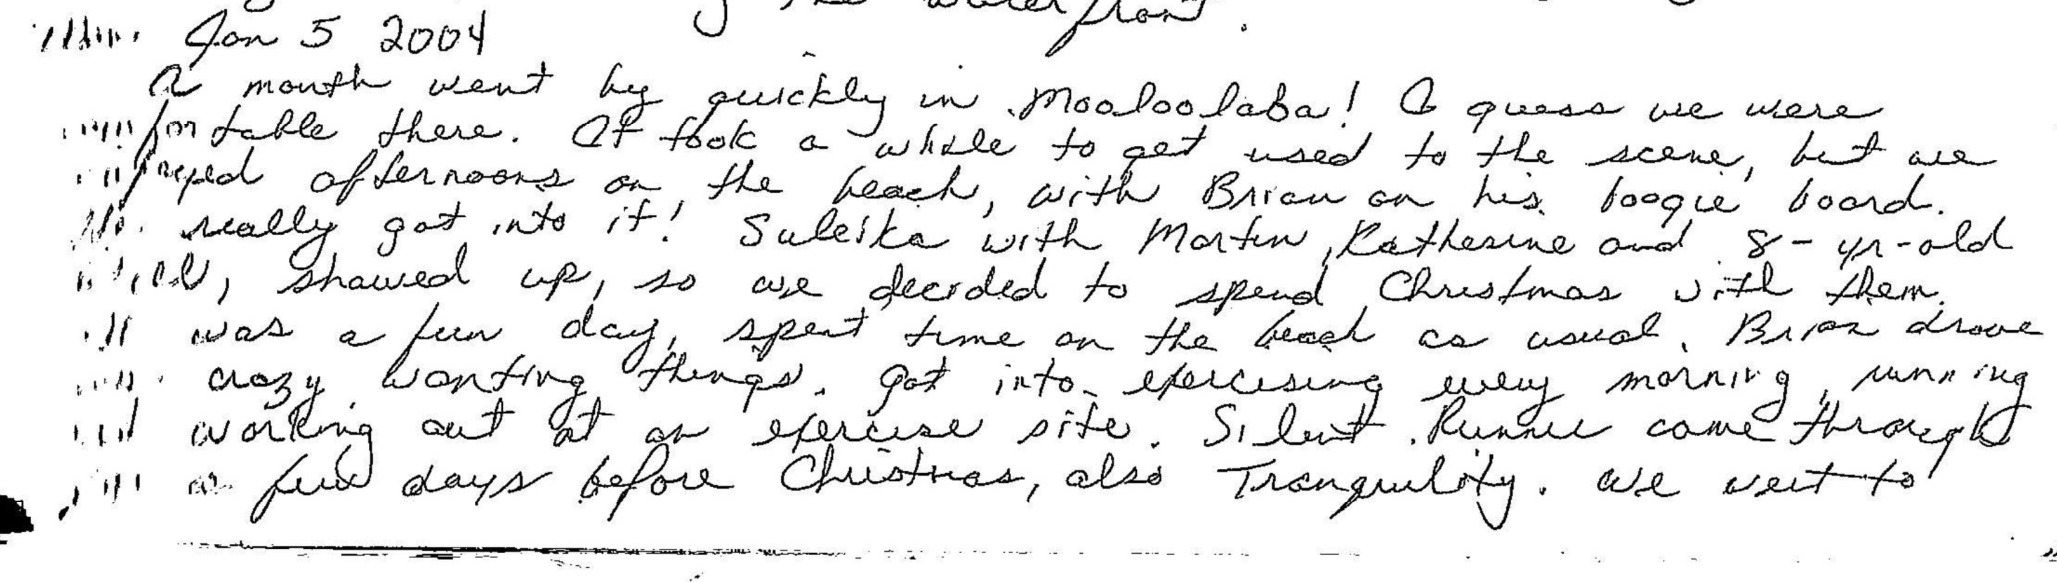 the waterfront.
Jan 5 2004
A month went by quickly in Mooloolaba! I guess we were
table there. It took a while to get used to the scene, but we
afternoons on the beach, with Brian on his boogie board.
really got into it! Suleika with Martin, Katherine and 8-yr-old
, showed up, so we decided to spend Christmas with them.
was a fun day, spent time on the beach as usual. Brian drove
crazy wanting things. Got into exercising every morning, running
working out at an exercise site. Silent Runner came through
a few days before Christmas, also Tranquility. We went to